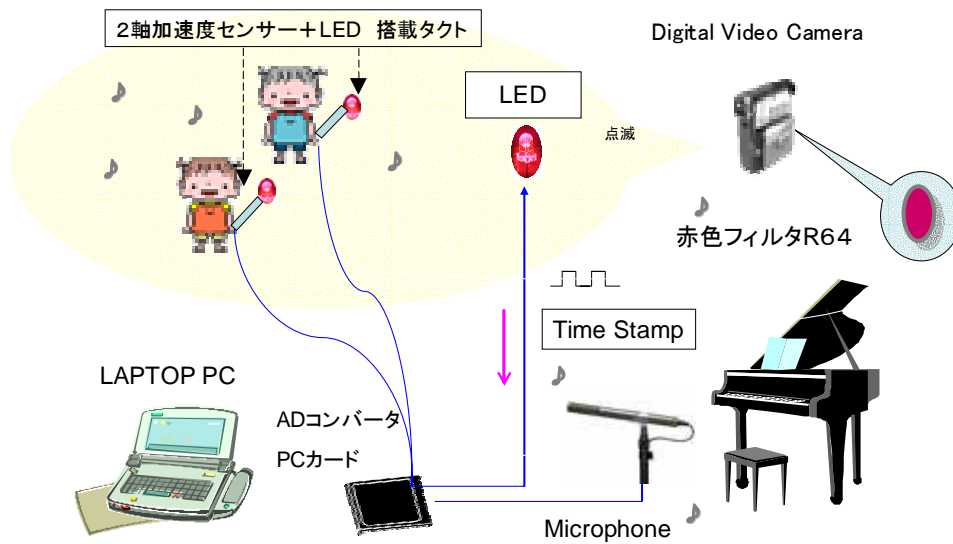 2軸加速度センサー+LED 搭載タクト
Digital Video Camera
LED
点滅
赤色フィルタR64
Time Stamp
LAPTOP PC
ADコンバータ
PCカード
Microphone